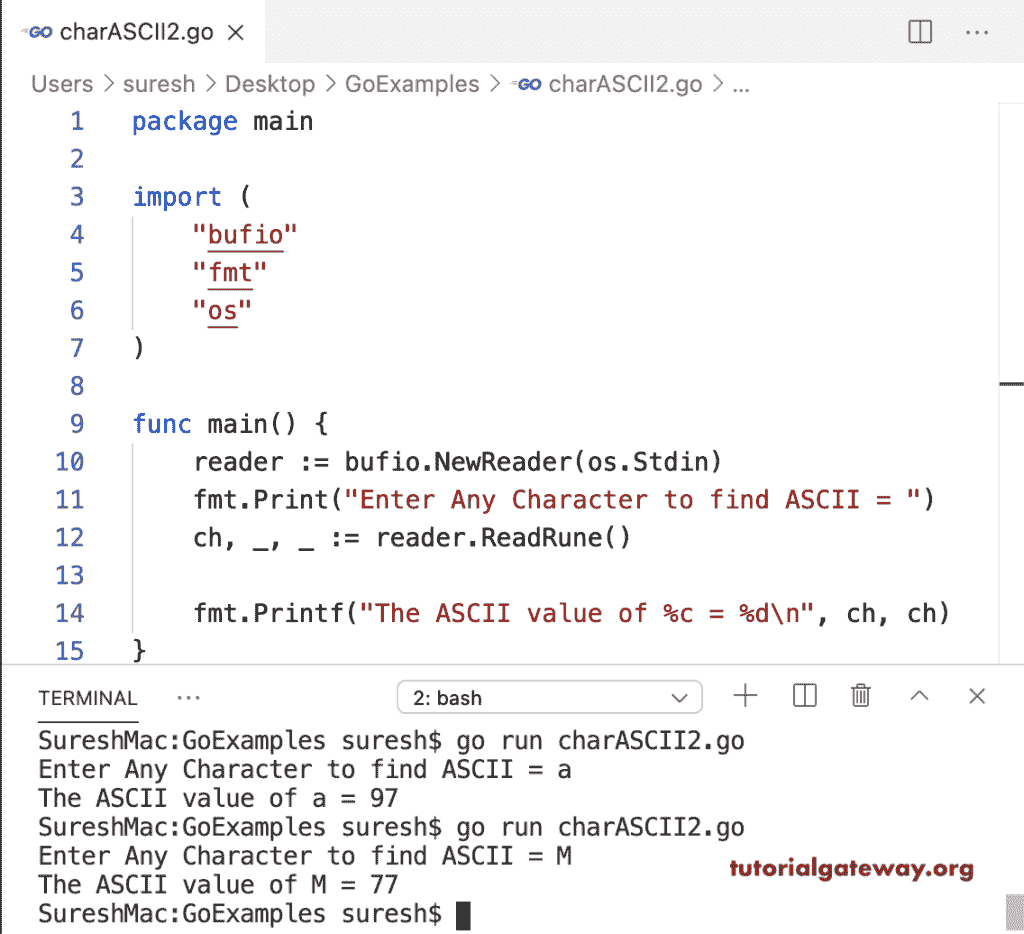 GO charASCII2.go
Users > suresh > Desktop > GoExamples > GO charASCII2.go > ...
1 package main
2
3 import (
4 "bufio"
5 "fmt"
6 "os"
7 )
8
9 func main() {
10 reader := bufio.NewReader(os.Stdin)
11 fmt.Print("Enter Any Character to find ASCII = ")
12 ch, _, _ := reader.ReadRune()
13
14 fmt.Printf("The ASCII value of %c = %d\n", ch, ch)
15 }
TERMINAL ... 2: bash
SureshMac:GoExamples suresh$ go run charASCII2.go
Enter Any Character to find ASCII = a
The ASCII value of a = 97
SureshMac:GoExamples suresh$ go run charASCII2.go
Enter Any Character to find ASCII = M
The ASCII value of M = 77
tutorialgateway.org
SureshMac:GoExamples suresh$